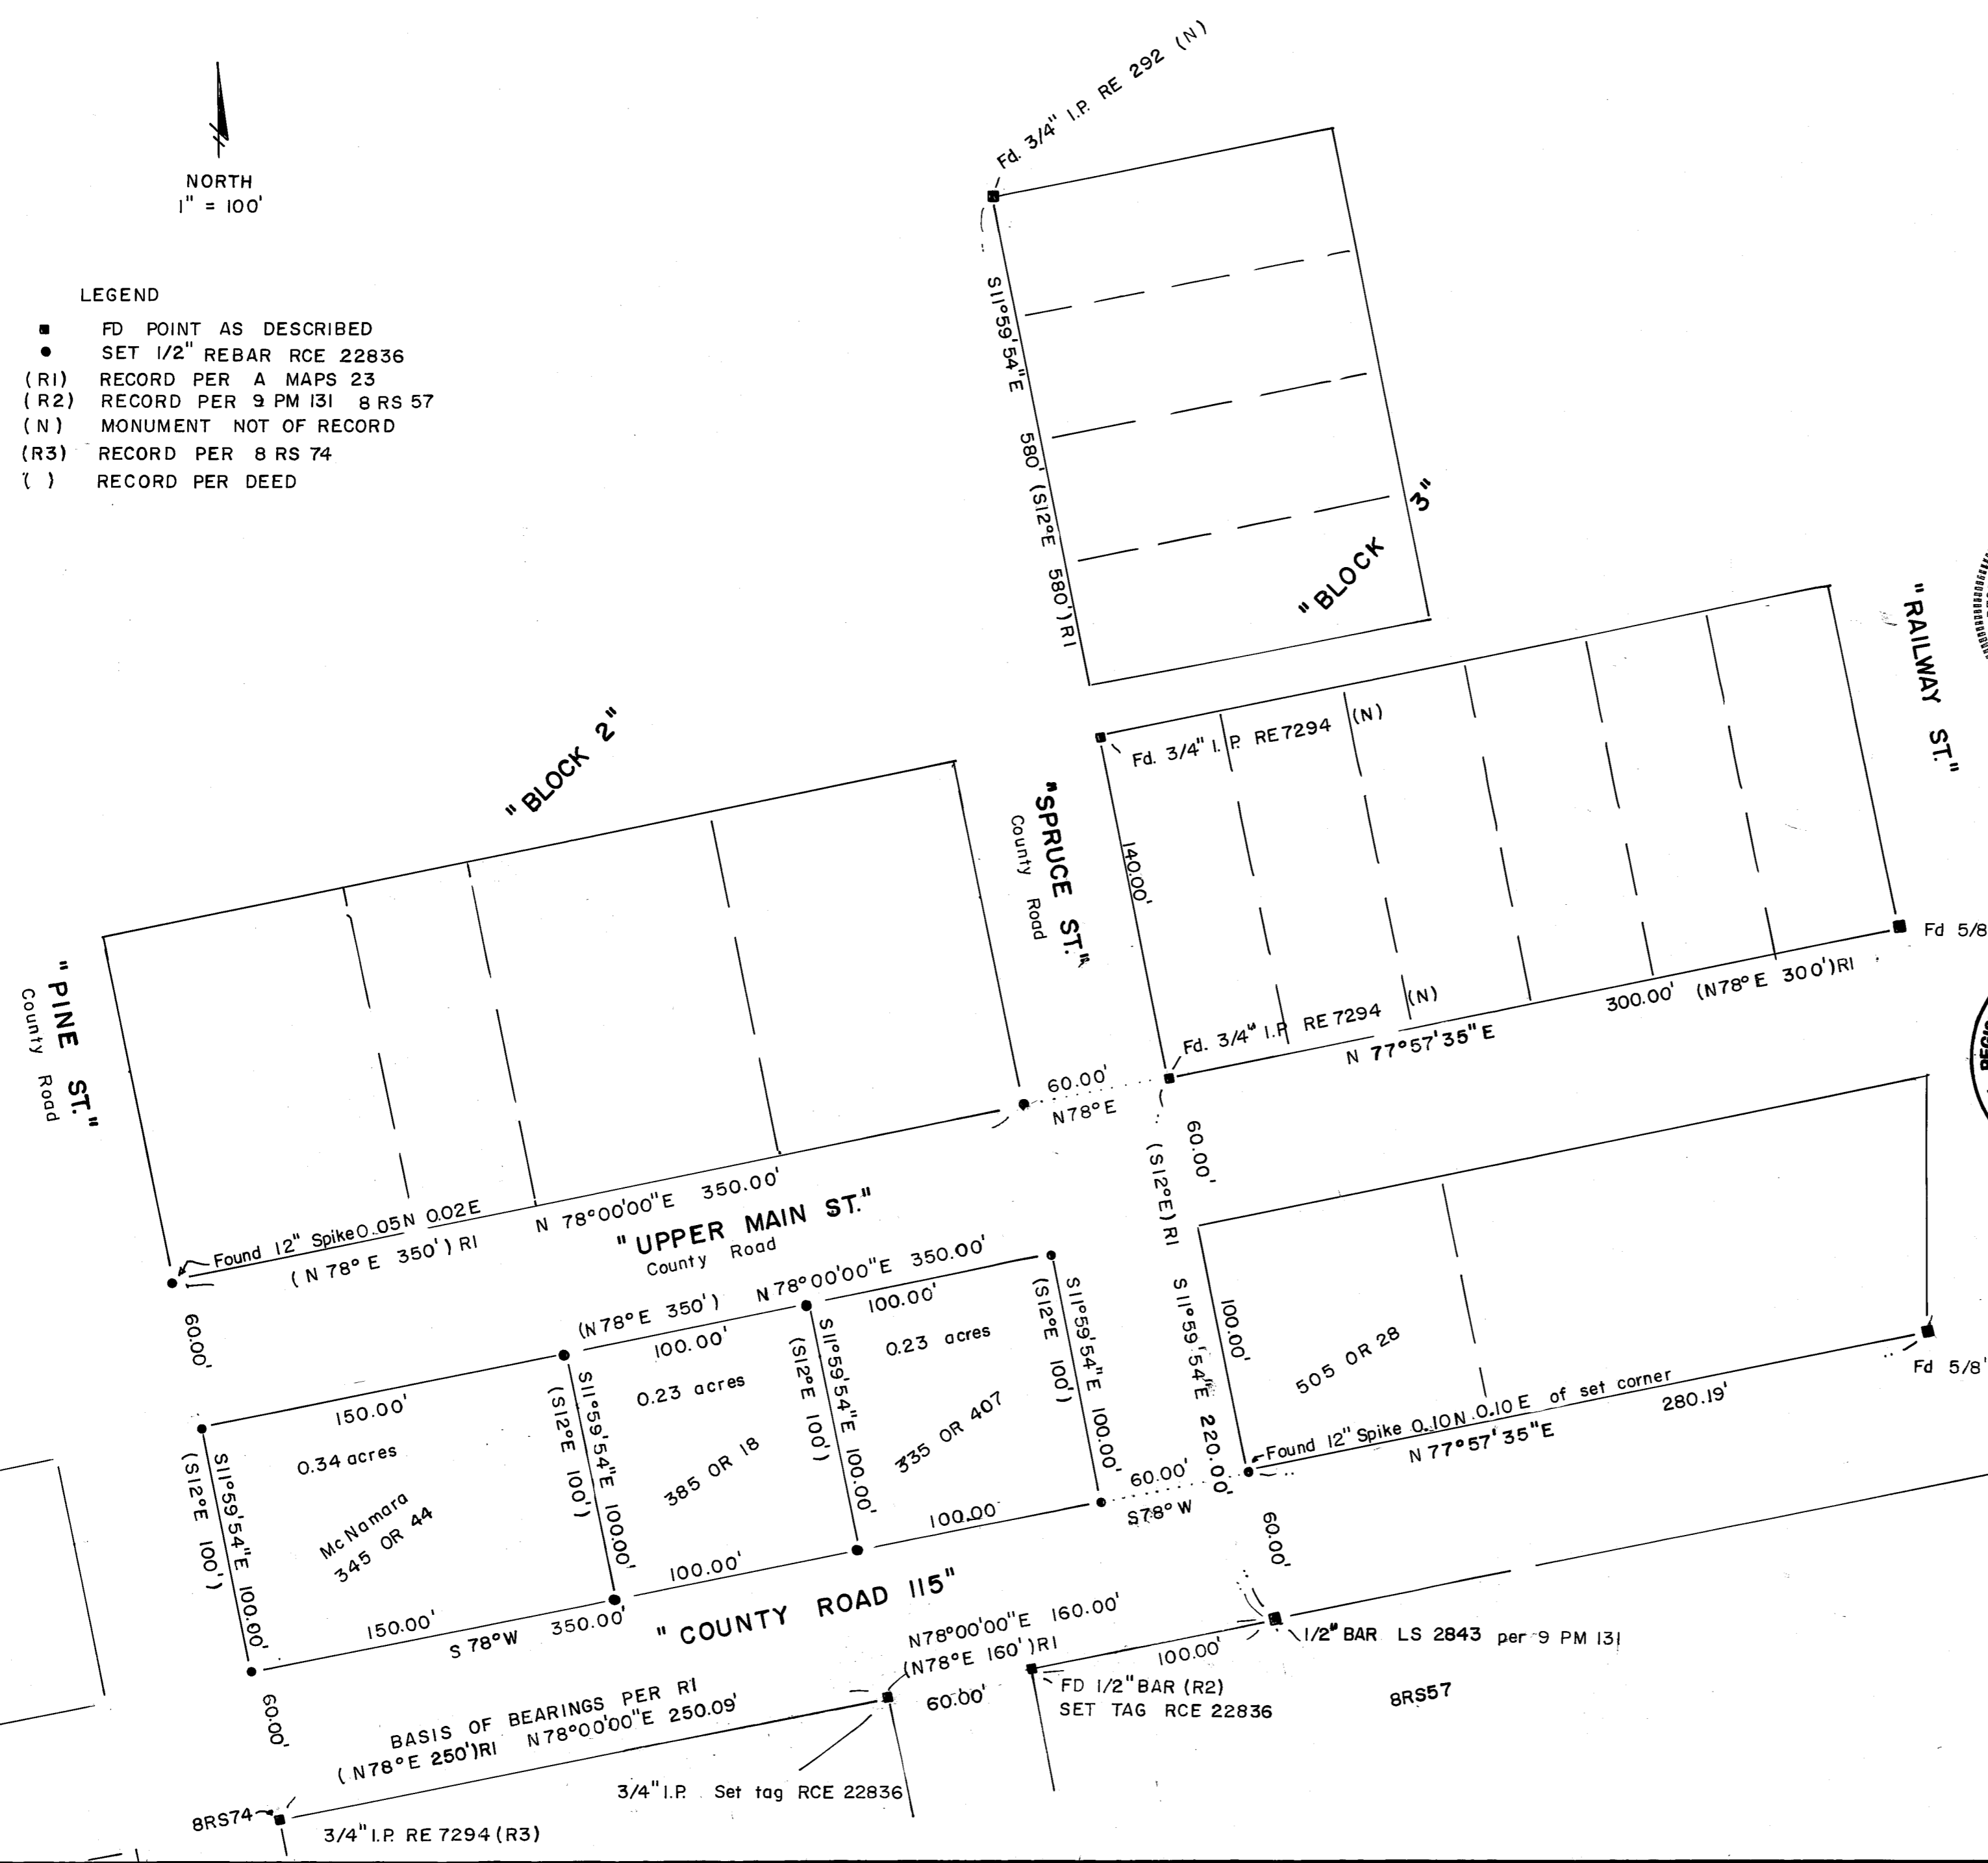 Fd. 3/4" I.P. RE 292 (N)
NORTH
1" = 100'
LEGEND
FD POINT AS DESCRIBED
SET 1/2" REBAR RCE 22836
(R1) RECORD PER A MAPS 23
(R2) RECORD PER 9 PM 131 8 RS 57
(N) MONUMENT NOT OF RECORD
(R3) RECORD PER 8 RS 74
( ) RECORD PER DEED
S11°59'54"E 580' (S12°E 580')R1
"BLOCK 3"
"RAILWAY ST."
"BLOCK 2"
Fd. 3/4" I.P. RE 7294 (N)
"SPRUCE ST."
County Road
140.00'
Fd 5/8
"PINE ST."
County Road
Fd. 3/4" I.P. RE 7294 (N)
300.00' (N78°E 300')R1
N 77°57'35"E
60.00'
N78°E
60.00'
(S12°E)R1 S 11°59'54"E 220.00'
Found 12" Spike 0.05N 0.02E
N 78°00'00"E 350.00'
(N 78° E 350')R1
"UPPER MAIN ST."
County Road
60.00'
(N78°E 350') N 78°00'00"E 350.00'
150.00'
100.00'
100.00'
0.34 acres
0.23 acres
0.23 acres
S11°59'54"E 100.00'
(S12°E 100')
S11°59'54"E 100.00'
(S12°E 100')
S11°59'54"E 100.00'
(S12°E 100')
S11°59'54"E 100.00'
(S12°E 100')
McNamara
345 OR 44
385 OR 18
335 OR 407
100.00'
505 OR 28
Fd 5/8'
Found 12" Spike 0.10N 0.10E of set corner
280.19'
N 77°57'35"E
60.00'
S78°W
60.00'
150.00'
100.00'
100.00
S 78°W 350.00'
"COUNTY ROAD 115"
60.00'
BASIS OF BEARINGS PER R1
(N78°E 250')R1 N78°00'00"E 250.09'
N78°00'00"E 160.00'
(N78°E 160')R1
60.00'
100.00'
1/2" BAR LS 2843 per 9 PM 131
FD 1/2" BAR (R2)
SET TAG RCE 22836
8RS57
3/4" I.P. Set tag RCE 22836
8RS74
3/4" I.P. RE 7294 (R3)